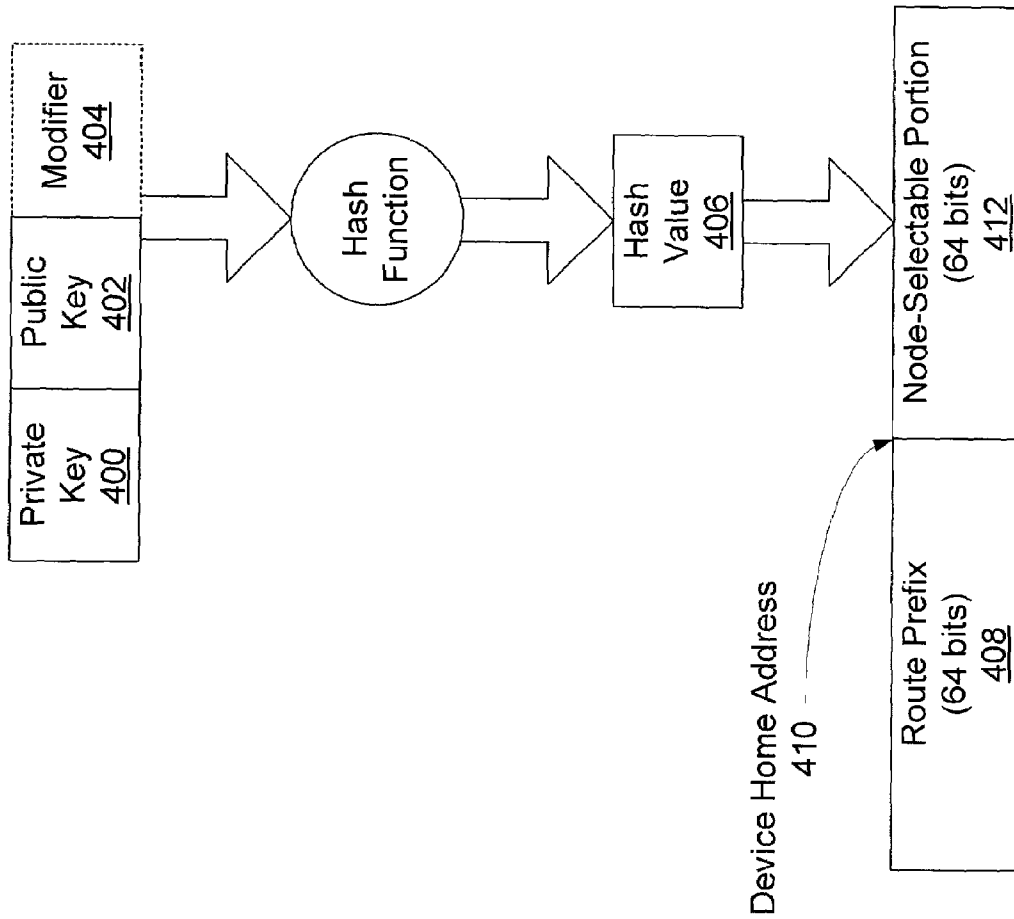 Private
Key
400
Public
Key
402
Modifier
404
Hash
Function
Hash
Value
406
Device Home Address
410
Route Prefix
(64 bits)
408
Node-Selectable Portion
(64 bits)
412